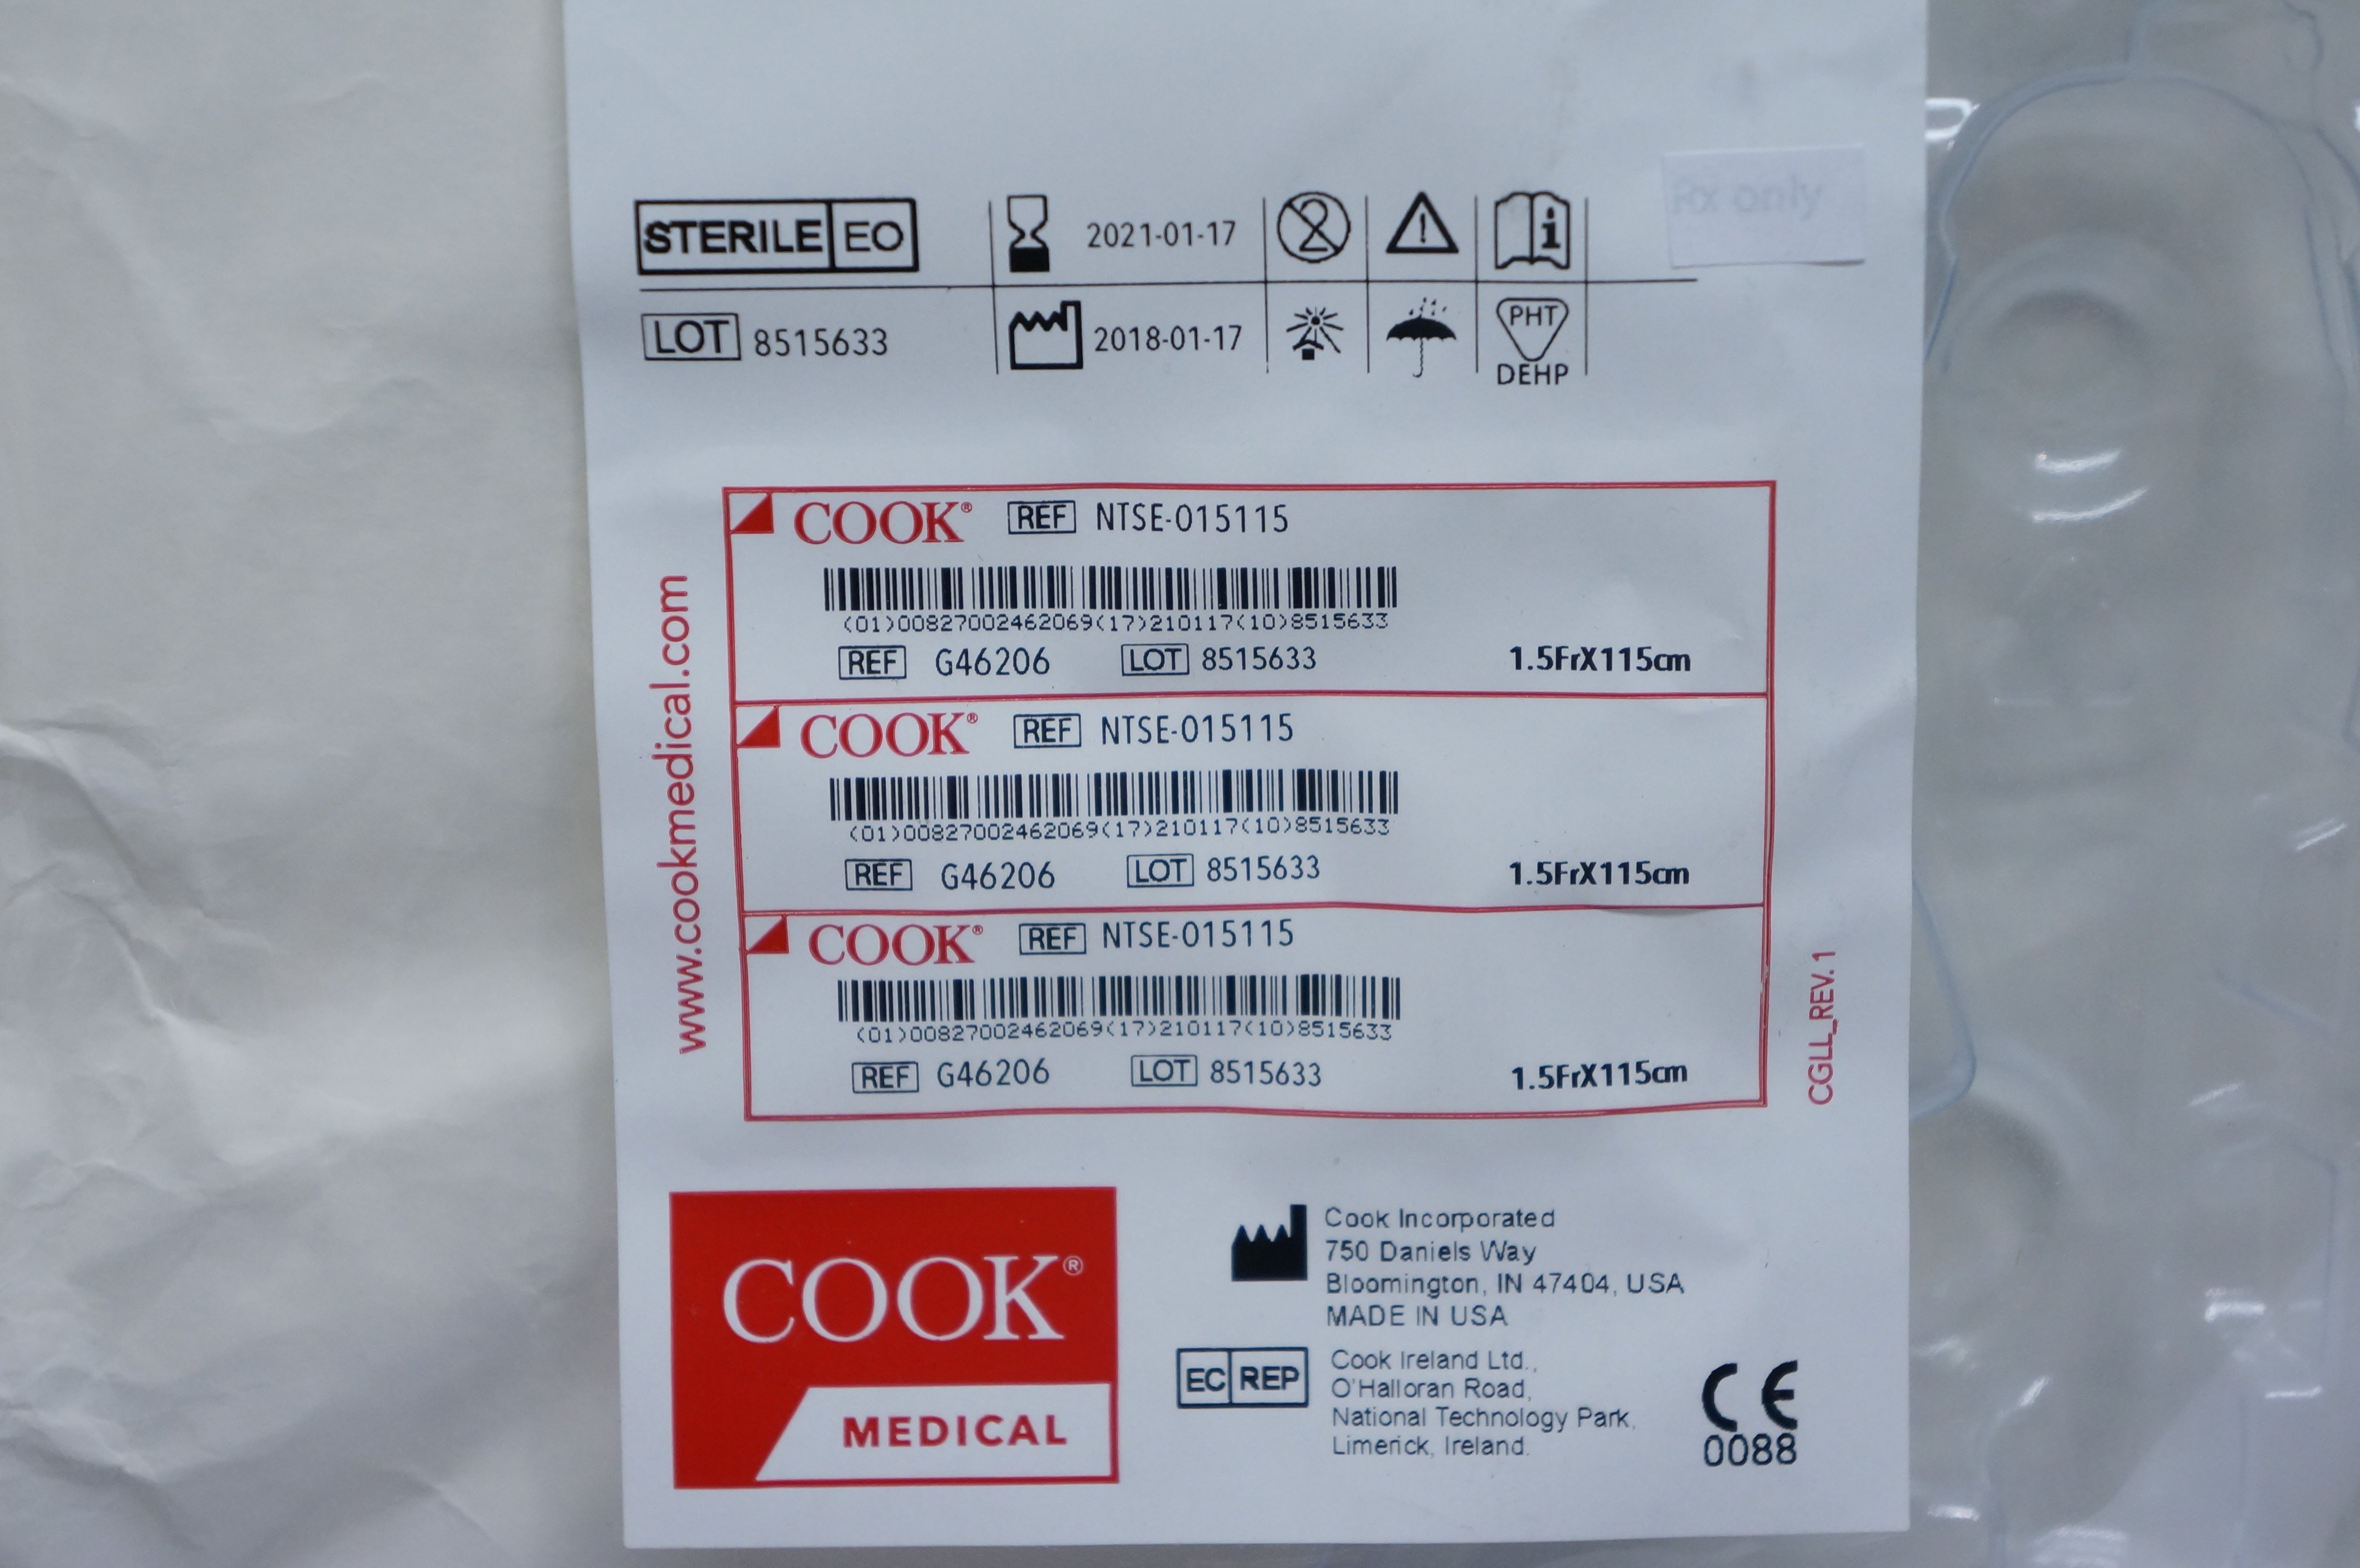 Rx only
STERILE EO
2021-01-17
2
LOT 8515633
2018-01-17
PHT
DEHP
www.cookmedical.com
COOK® REF NTSE-015115
(01)00827002462069(17)210117(10)8515633
REF G46206 LOT 8515633 1.5FrX115cm
COOK® REF NTSE-015115
(01)00827002462069(17)210117(10)8515633
REF G46206 LOT 8515633 1.5FrX115cm
COOK® REF NTSE-015115
(01)00827002462069(17)210117(10)8515633
REF G46206 LOT 8515633 1.5FrX115cm
CGLL_REV.1
COOK®
MEDICAL
Cook Incorporated
750 Daniels Way
Bloomington, IN 47404, USA
MADE IN USA
EC REP
Cook Ireland Ltd.,
O'Halloran Road,
National Technology Park,
Limerick, Ireland.
CE
0088